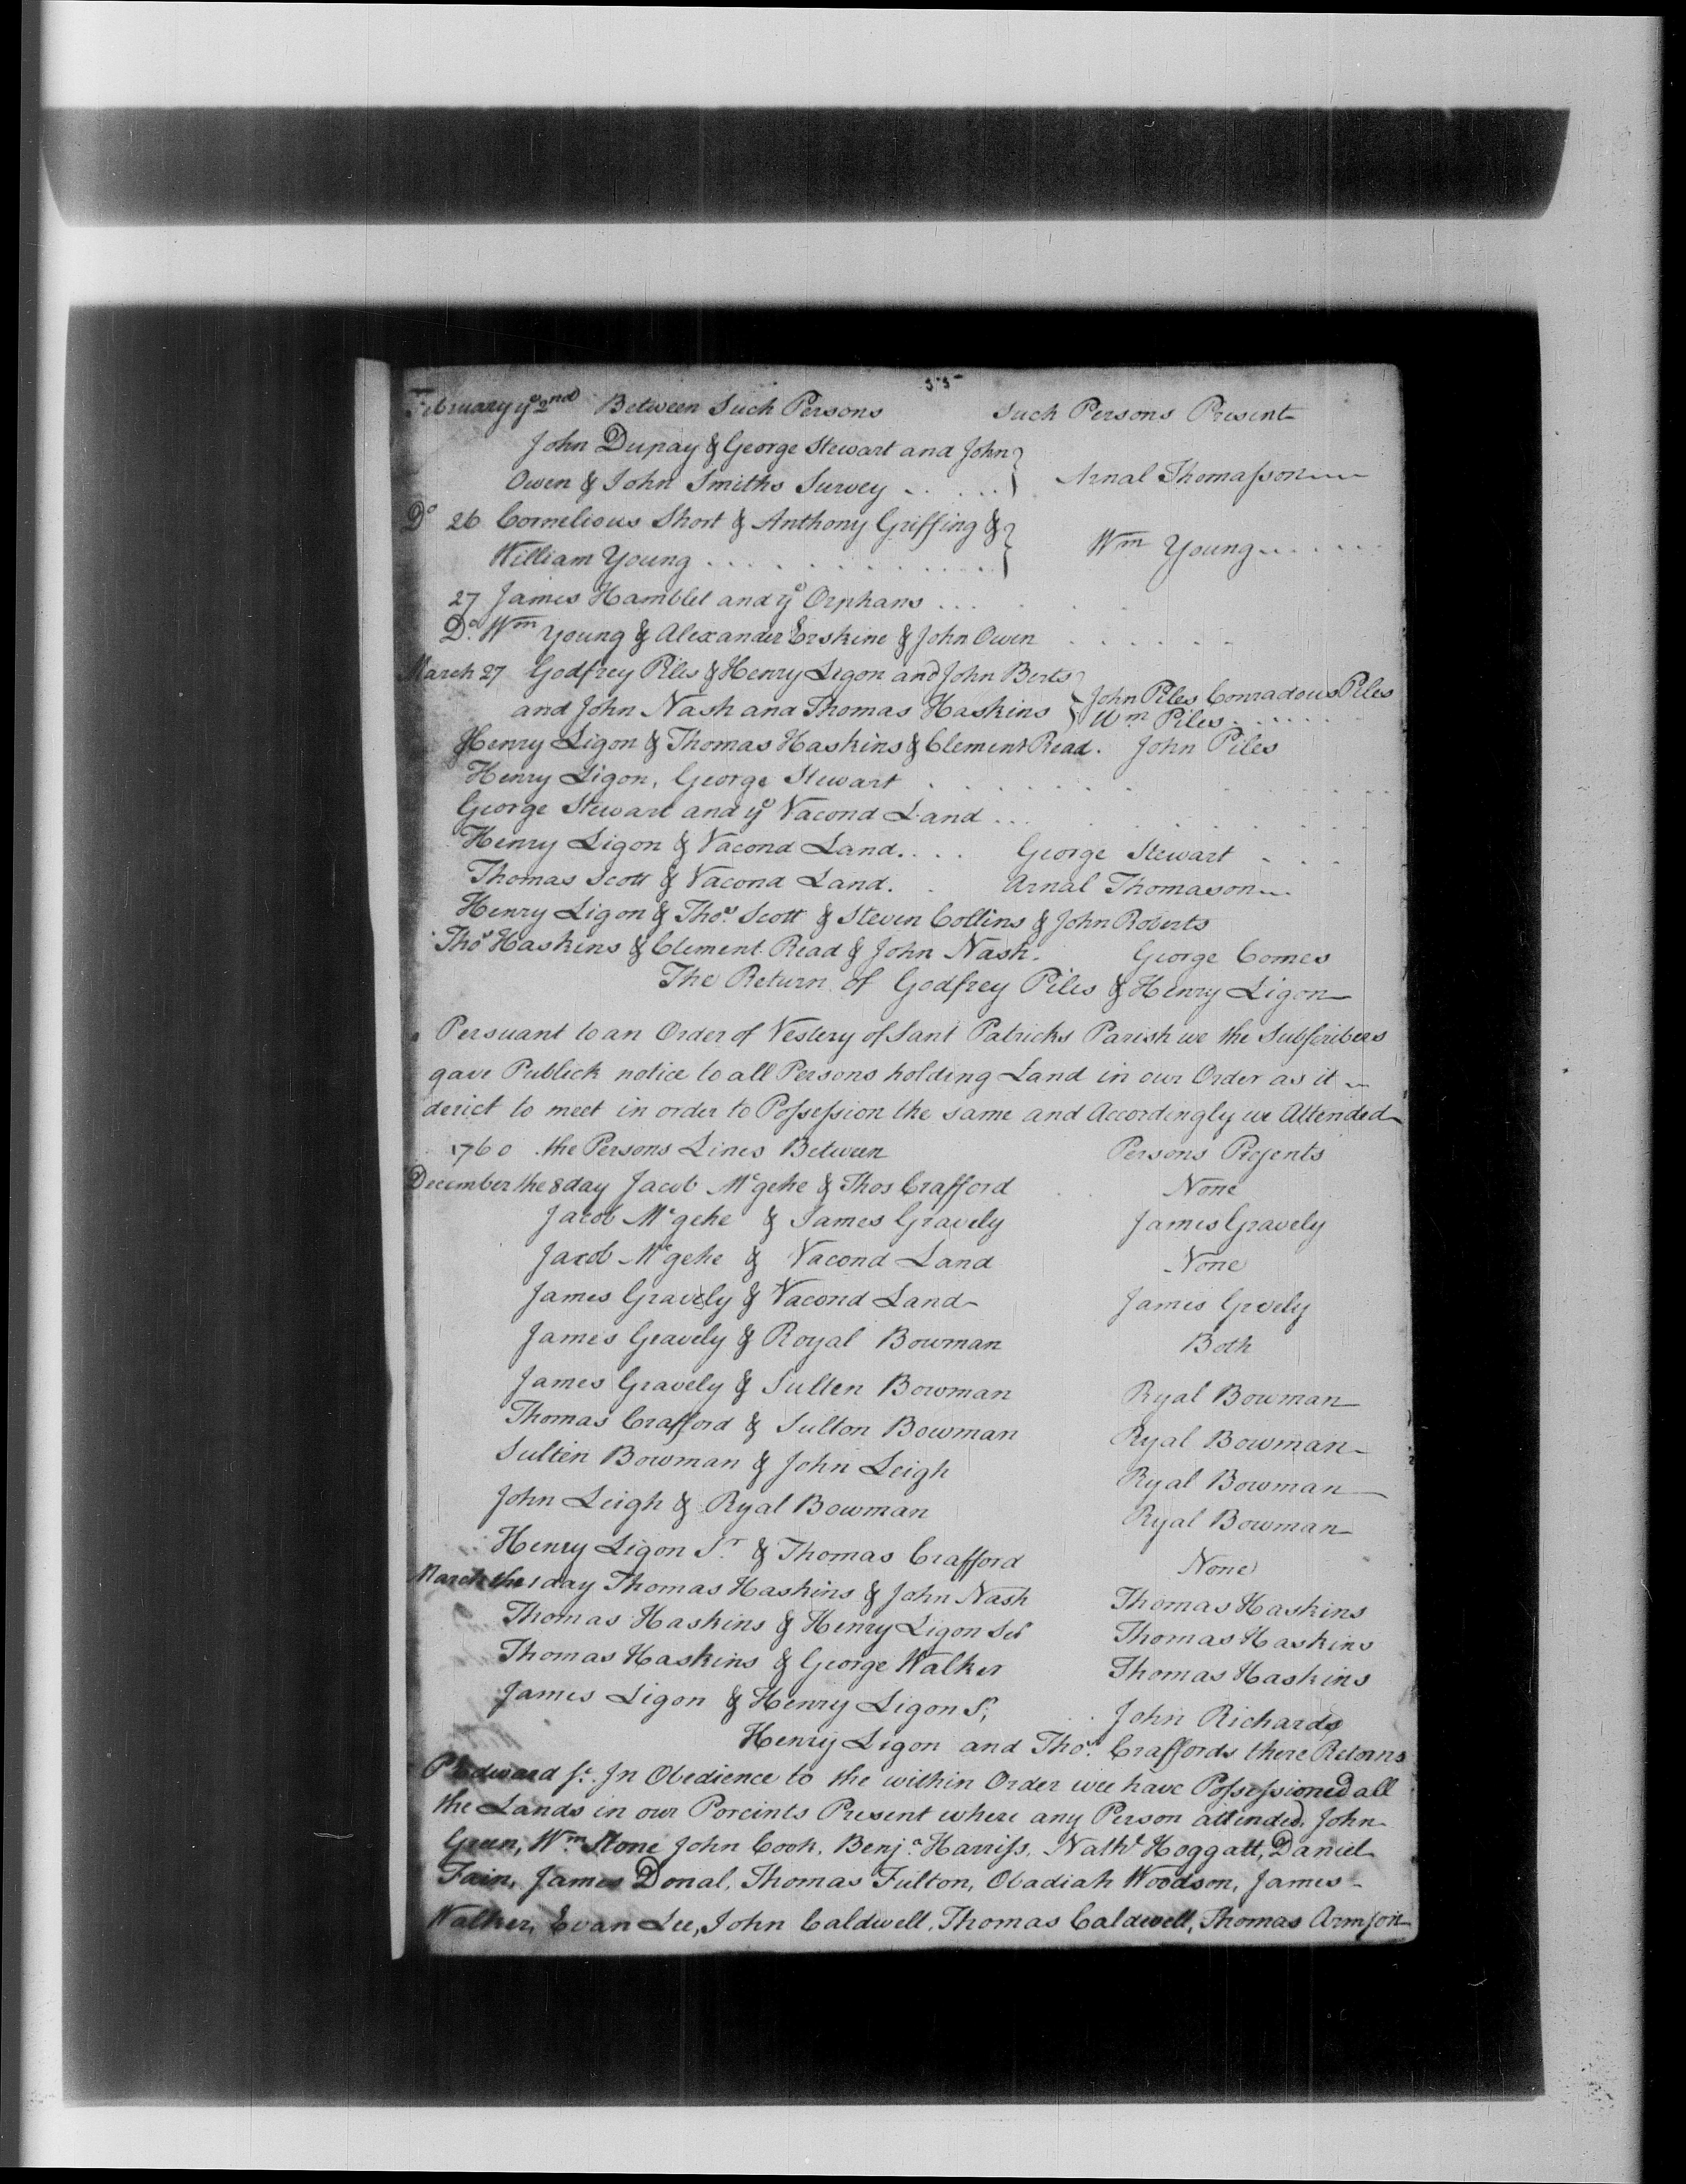 35
February ye 2nd Between Such Persons Such Persons Present
John Dupay & George Stewart and John
Owen & John Smiths Survey . . . . . Arnal Thomasson
Do 26 Cornelious Short & Anthony Griffing &
William Young . . . . . . . . . . . Wm Young . . . . . .
27 James Hamblet and ye Orphans . . .
Do. Wm Young & Alexander Erskine & John Owen . . . . . .
March 27 Godfrey Piles & Henry Ligon and John Berts
and John Nash and Thomas Haskins John Piles Conradous Piles
Wm Piles . . . . . .
Henry Ligon & Thomas Haskins & Clement Read. John Piles
Henry Ligon, George Stewart . . . . . .
George Stewart and ye Vacond Land . . .
Henry Ligon & Vacond Land. . . . George Stewart . . .
Thomas Scott & Vacond Land. . Arnal Thomason
Henry Ligon & Thos. Scott & Steven Collins & John Roberts
Thos Haskins & Clement Read & John Nash. George Comes
The Return of Godfrey Piles & Henry Ligon
Persuant to an Order of Vestery of Sant Patricks Parish we the Subscribers
gave Publick notice to all Persons holding Land in our Order as it
derict to meet in order to Possession the same and Accordingly we Attended
1760 the Persons Lines Between Persons Presents
December the 8 day Jacob Mcgehe & Thos Crafford None
Jacob Mcgehe & James Gravely James Gravely
Jacob Mcgehe & Vacond Land None
James Gravely & Vacond Land James Grvely
James Gravely & Royal Bowman Both
James Gravely & Sulten Bowman Ryal Bowman
Thomas Crafford & Sulton Bowman Ryal Bowman
Sulten Bowman & John Leigh Ryal Bowman
John Leigh & Ryal Bowman Ryal Bowman
Henry Ligon Sr. & Thomas Crafford None
March the 1 day Thomas Haskins & John Nash Thomas Haskins
Thomas Haskins & Henry Ligon Thomas Haskins
Thomas Haskins & George Walker Thomas Haskins
James Ligon & Henry Ligon S. John Richards
Henry Ligon and Thos. Craffords there Retorns
Pr Edward sc. In Obedience to the within Order wee have Possessioned all
the Lands in our Porcints Present where any Person attended, John
Green, Wm Stone John Cook, Benja. Harriss, Nathl Hoggatt, Daniel
Fain, James Donal, Thomas Fulton, Obadiah Woodson, James
Walker, Evan Lee, John Caldwell, Thomas Caldwell, Thomas Armson